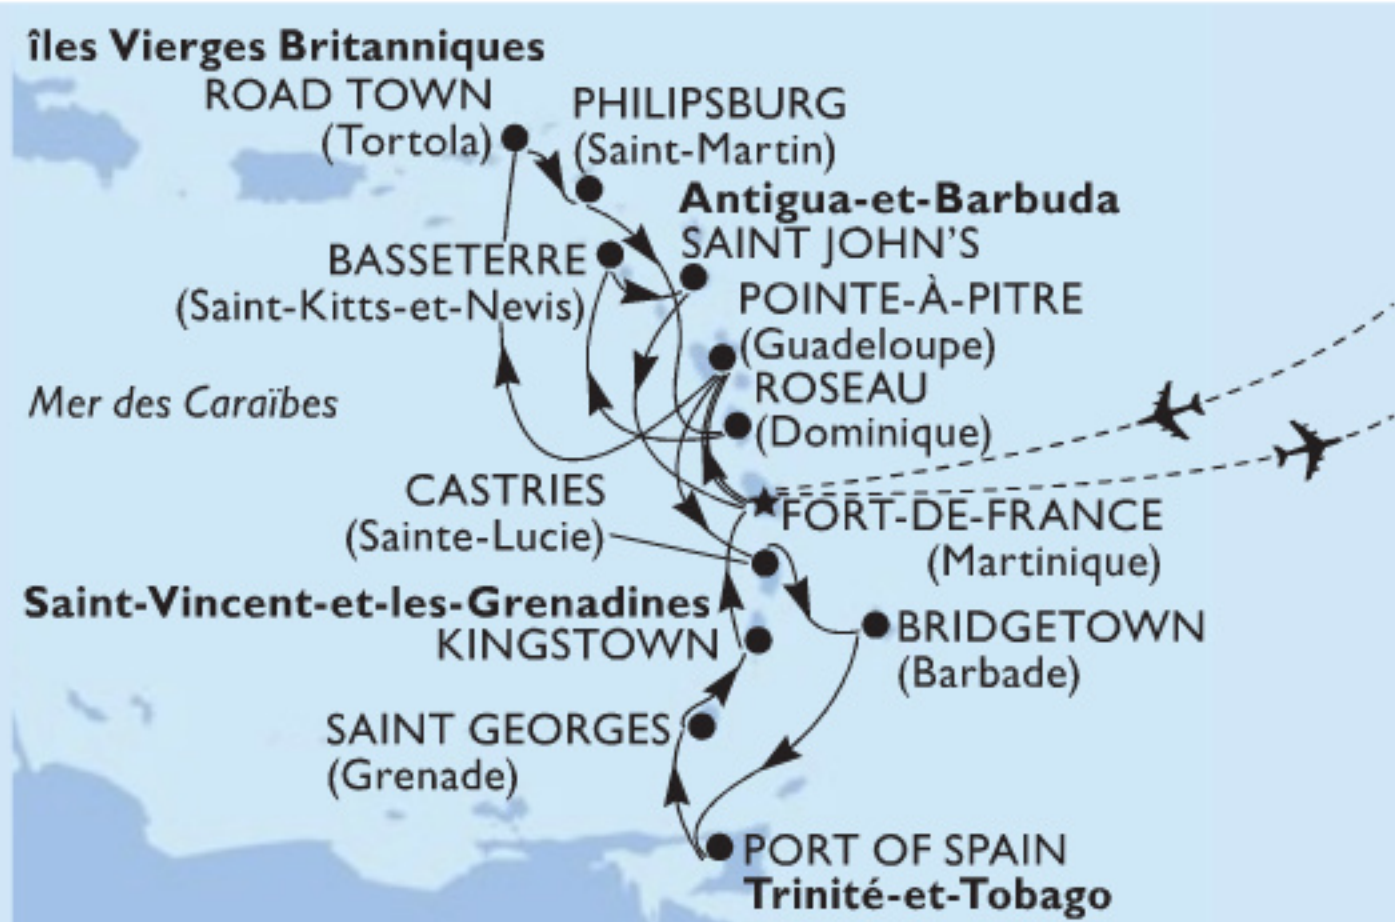 îles Vierges Britanniques
ROAD TOWN
(Tortola)
PHILIPSBURG
(Saint-Martin)
Antigua-et-Barbuda
SAINT JOHN'S
BASSETERRE
(Saint-Kitts-et-Nevis)
POINTE-À-PITRE
(Guadeloupe)
ROSEAU
(Dominique)
Mer des Caraïbes
CASTRIES
(Sainte-Lucie)
FORT-DE-FRANCE
(Martinique)
Saint-Vincent-et-les-Grenadines
KINGSTOWN
BRIDGETOWN
(Barbade)
SAINT GEORGES
(Grenade)
PORT OF SPAIN
Trinité-et-Tobago